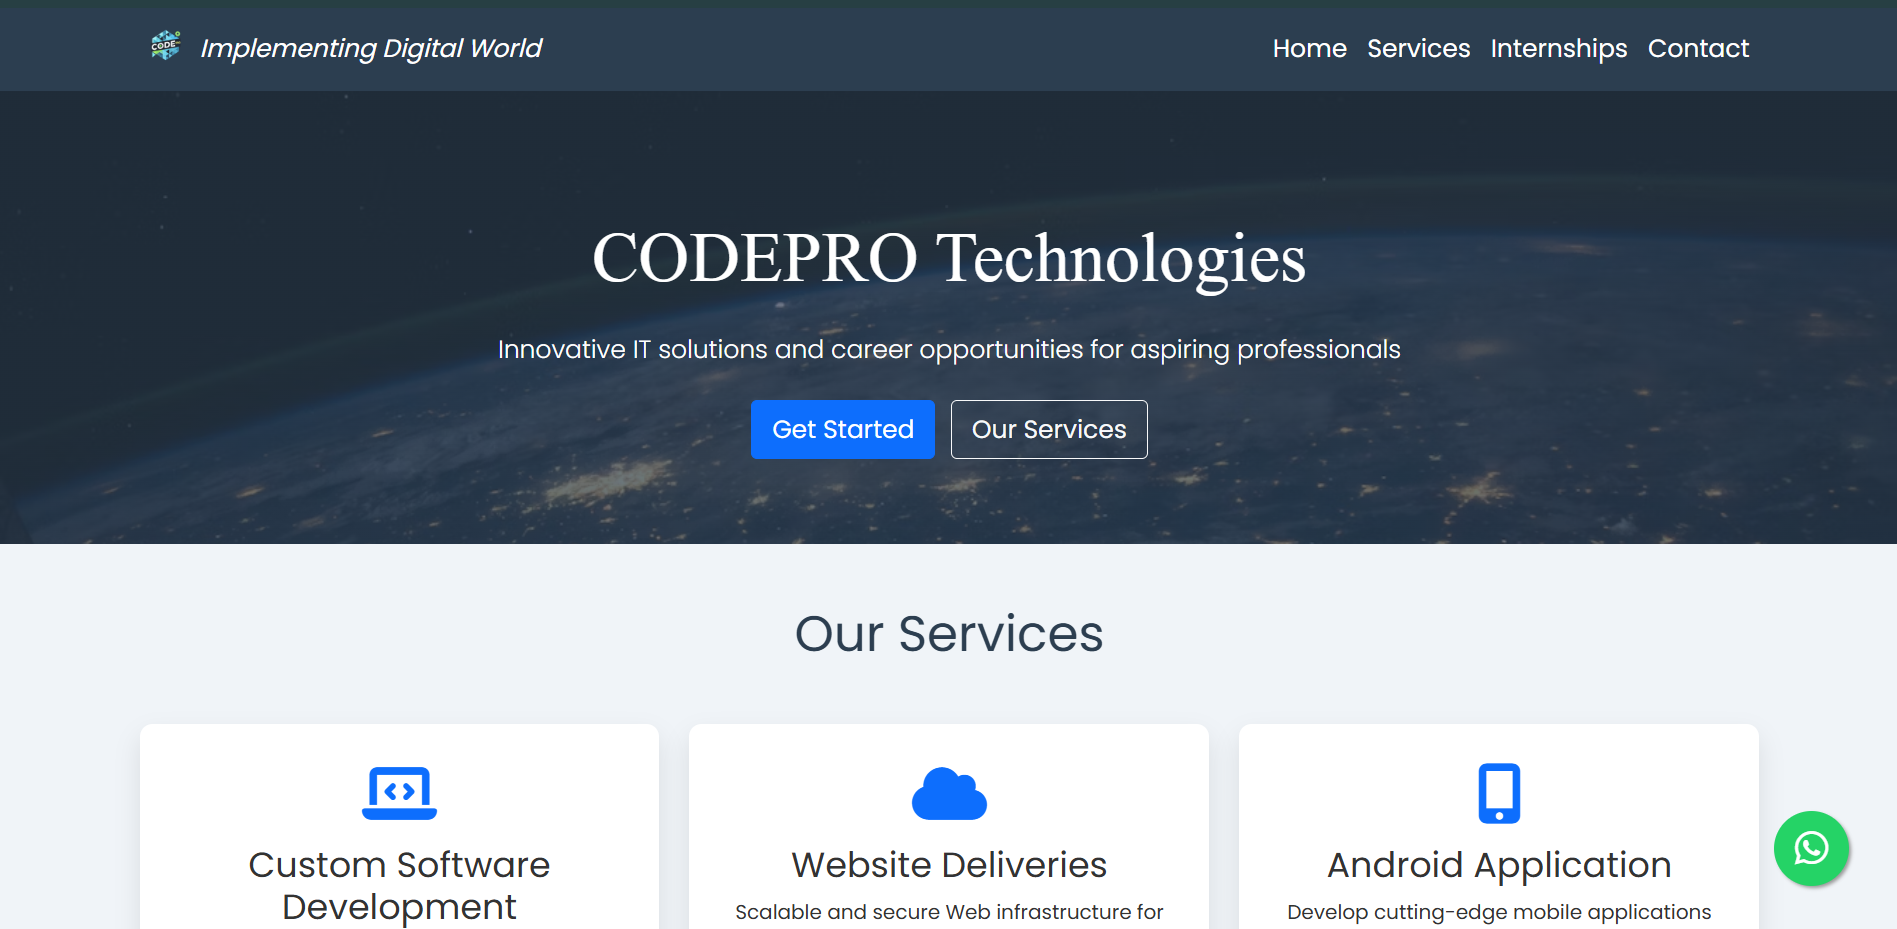 CODE
Implementing Digital World
Home Services Internships Contact
CODEPRO Technologies
Innovative IT solutions and career opportunities for aspiring professionals
Get Started Our Services
Our Services
Custom Software
Development
Website Deliveries
Scalable and secure Web infrastructure for
Android Application
Develop cutting-edge mobile applications